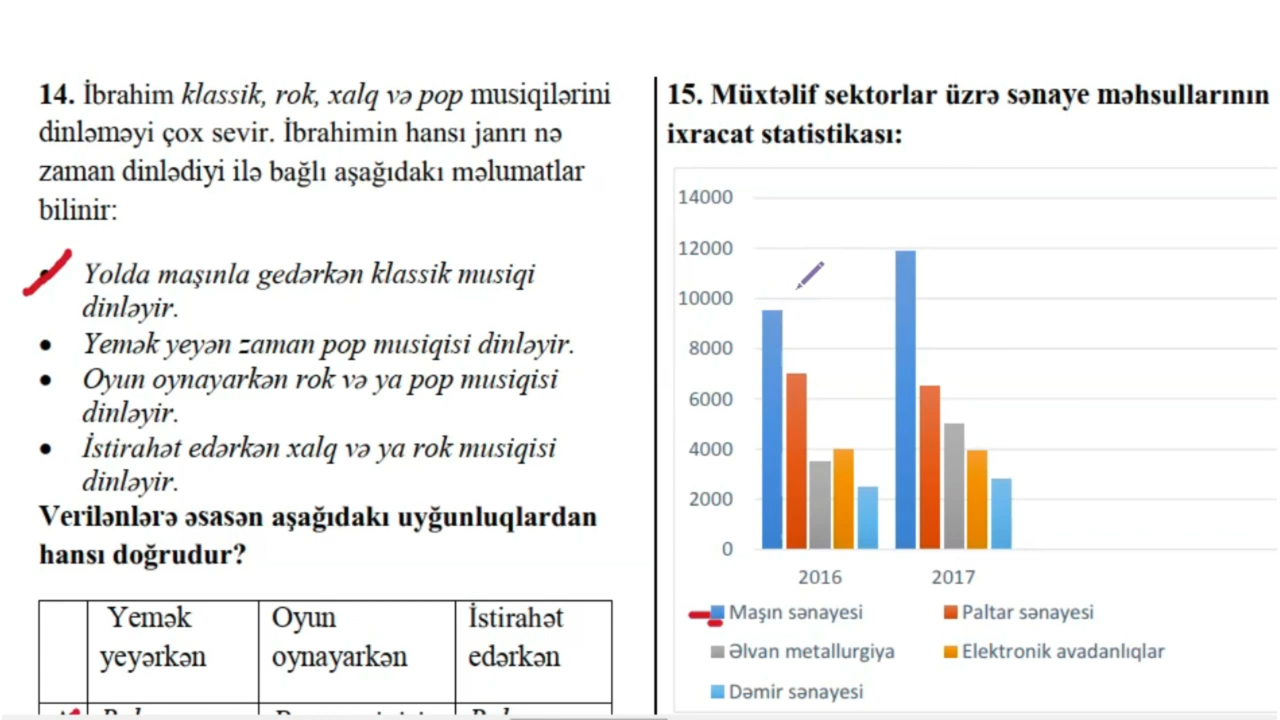 14. İbrahim klassik, rok, xalq və pop musiqilərini
dinləməyi çox sevir. İbrahimin hansı janrı nə
zaman dinlədiyi ilə bağlı aşağıdakı məlumatlar
bilinir:
• Yolda maşınla gedərkən klassik musiqi
dinləyir.
• Yemək yeyən zaman pop musiqisi dinləyir.
• Oyun oynayarkən rok və ya pop musiqisi
dinləyir.
• İstirahət edərkən xalq və ya rok musiqisi
dinləyir.
Verilənlərə əsasən aşağıdakı uyğunluqlardan
hansı doğrudur?
Yemək
yeyərkən
Oyun
oynayarkən
İstirahət
edərkən
15. Müxtəlif sektorlar üzrə sənaye məhsullarının
ixracat statistikası:
14000
12000
10000
8000
6000
4000
2000
0
2016 2017
Maşın sənayesi Paltar sənayesi
Əlvan metallurgiya Elektronik avadanlıqlar
Dəmir sənayesi